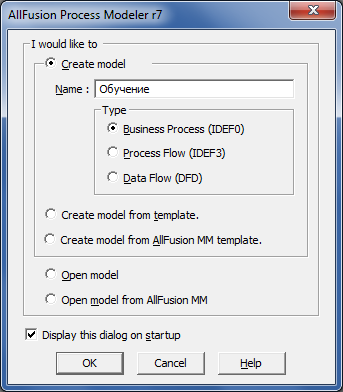 AllFusion Process Modeler r7
I would like to
Create model
Name : Обучение
Type
Business Process (IDEF0)
Process Flow (IDEF3)
Data Flow (DFD)
Create model from template.
Create model from AllFusion MM template.
Open model
Open model from AllFusion MM
Display this dialog on startup
OK Cancel Help